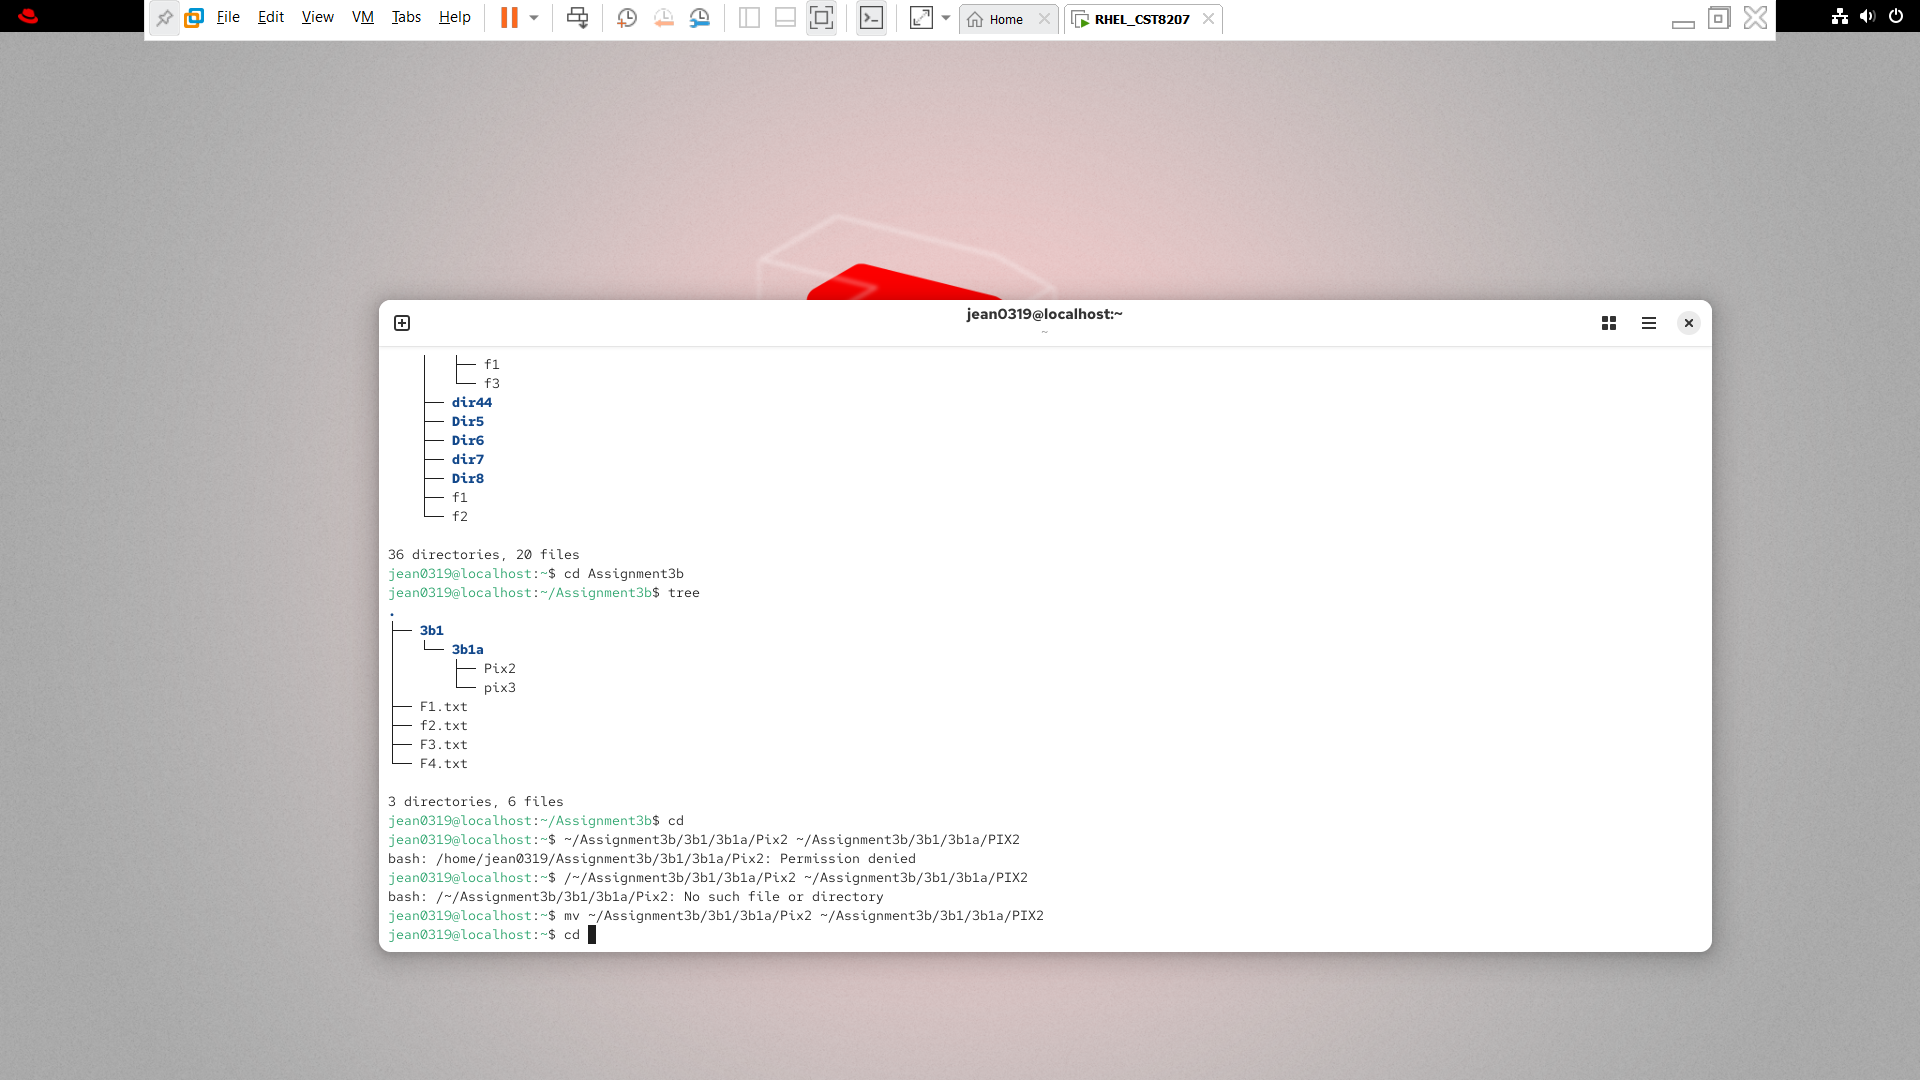 File Edit View VM Tabs Help Home RHEL_CST8207
jean0319@localhost:~
~
f1
f3
dir44
Dir5
Dir6
dir7
Dir8
f1
f2
36 directories, 20 files
jean0319@localhost:~$ cd Assignment3b
jean0319@localhost:~/Assignment3b$ tree
.
├── 3b1
│   └── 3b1a
│       ├── Pix2
│       └── pix3
├── F1.txt
├── f2.txt
├── F3.txt
└── F4.txt
3 directories, 6 files
jean0319@localhost:~/Assignment3b$ cd
jean0319@localhost:~$ ~/Assignment3b/3b1/3b1a/Pix2 ~/Assignment3b/3b1/3b1a/PIX2
bash: /home/jean0319/Assignment3b/3b1/3b1a/Pix2: Permission denied
jean0319@localhost:~$ /~/Assignment3b/3b1/3b1a/Pix2 ~/Assignment3b/3b1/3b1a/PIX2
bash: /~/Assignment3b/3b1/3b1a/Pix2: No such file or directory
jean0319@localhost:~$ mv ~/Assignment3b/3b1/3b1a/Pix2 ~/Assignment3b/3b1/3b1a/PIX2
jean0319@localhost:~$ cd